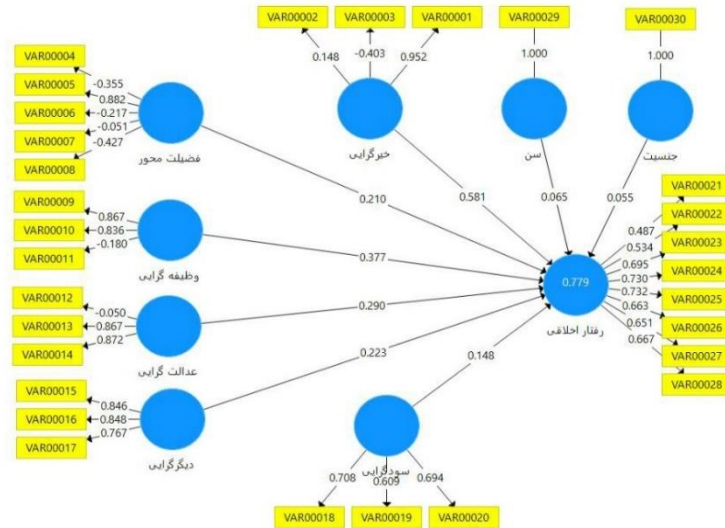 VAR00002
VAR00003
VAR00001
VAR00029
VAR00030
0.148
-0.403
0.952
1.000
1.000
خیرگرایی
سن
جنسیت
VAR00004
VAR00005
VAR00006
VAR00007
VAR00008
-0.355
0.882
-0.217
-0.051
-0.427
فضیلت محور
0.210
0.581
0.065
0.055
VAR00009
VAR00010
VAR00011
0.867
0.836
-0.180
وظیفه گرایی
0.377
VAR00012
VAR00013
VAR00014
-0.050
0.867
0.872
عدالت گرایی
0.290
VAR00015
VAR00016
VAR00017
0.846
0.848
0.767
دیگرگرایی
0.223
0.148
0.779
رفتار اخلاقی
0.487
0.534
0.695
0.730
0.732
0.663
0.651
0.667
VAR00021
VAR00022
VAR00023
VAR00024
VAR00025
VAR00026
VAR00027
VAR00028
سودگرایی
0.708
0.609
0.694
VAR00018
VAR00019
VAR00020